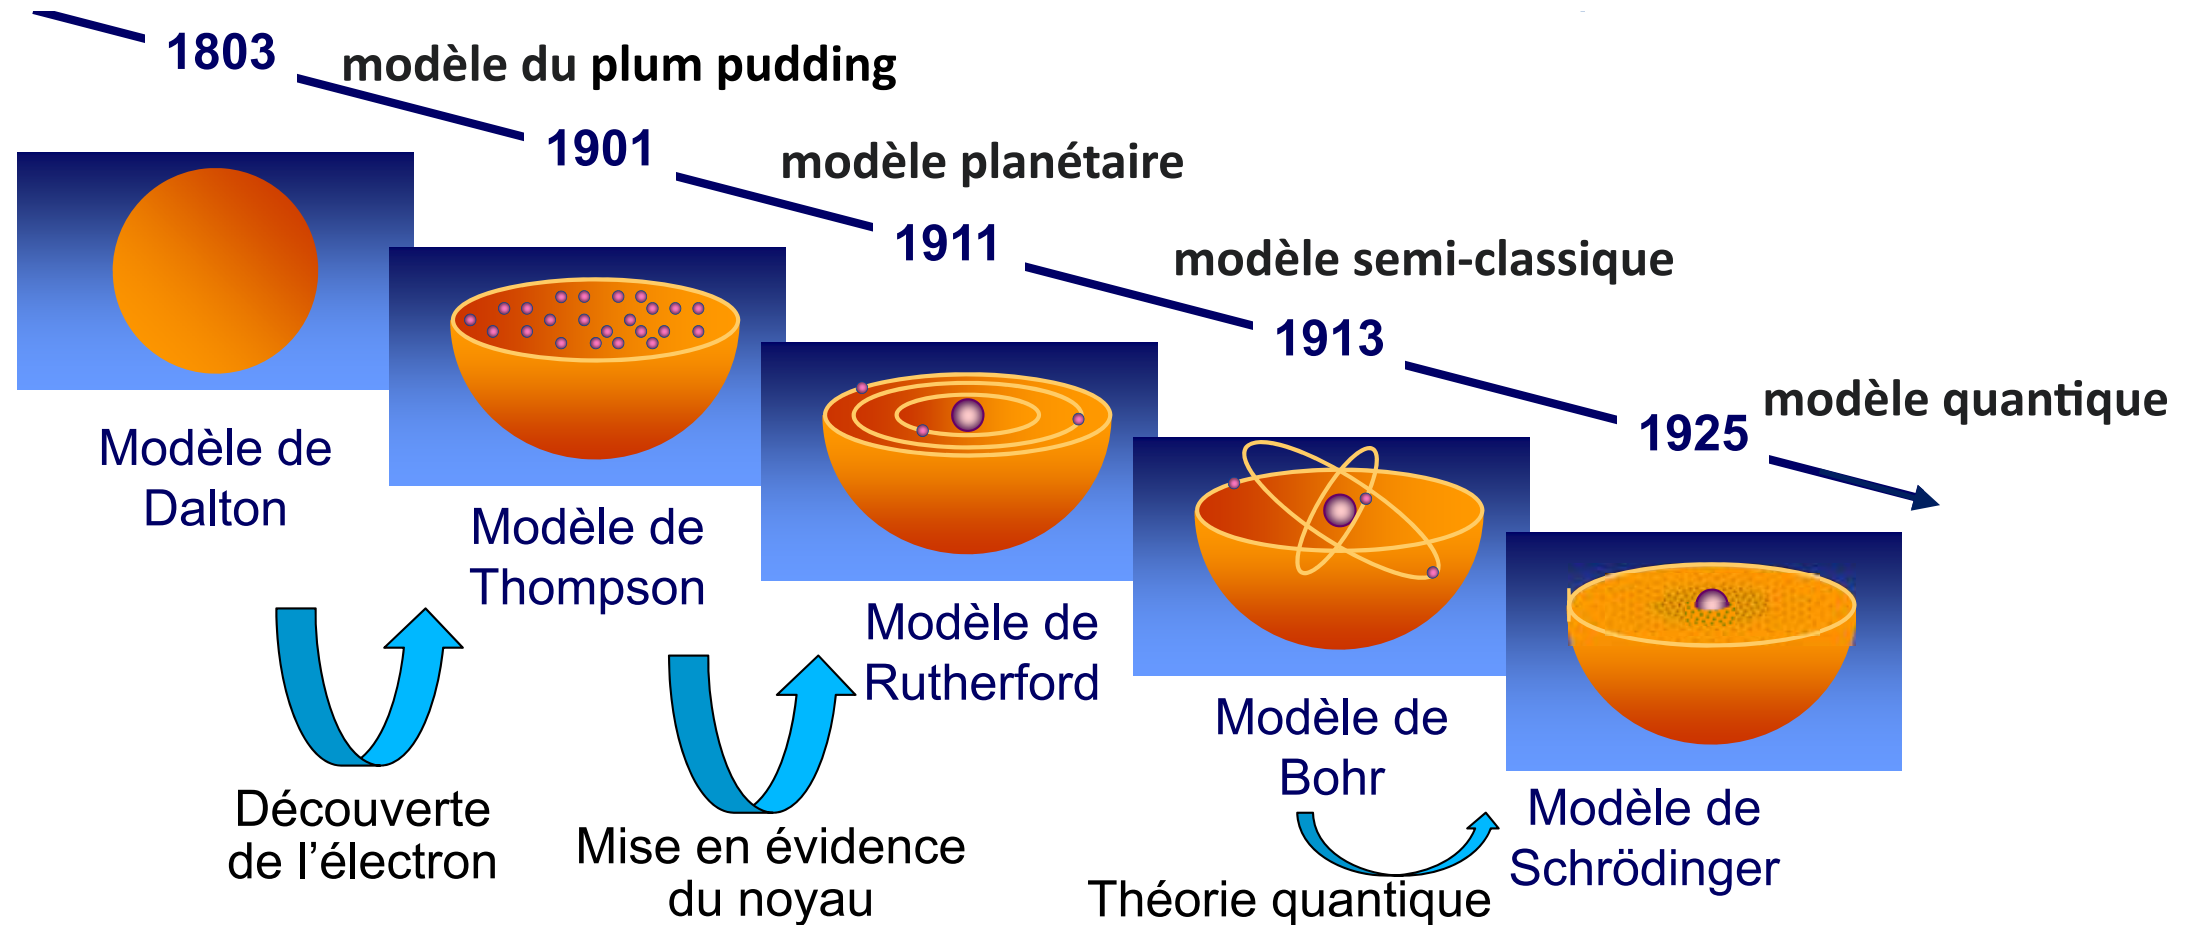 1803
modèle du plum pudding
1901
modèle planétaire
1911
modèle semi-classique
1913
modèle quantique
1925
Modèle de
Dalton
Modèle de
Thompson
Modèle de
Rutherford
Modèle de
Bohr
Modèle de
Schrödinger
Découverte
de l'électron
Mise en évidence
du noyau
Théorie quantique